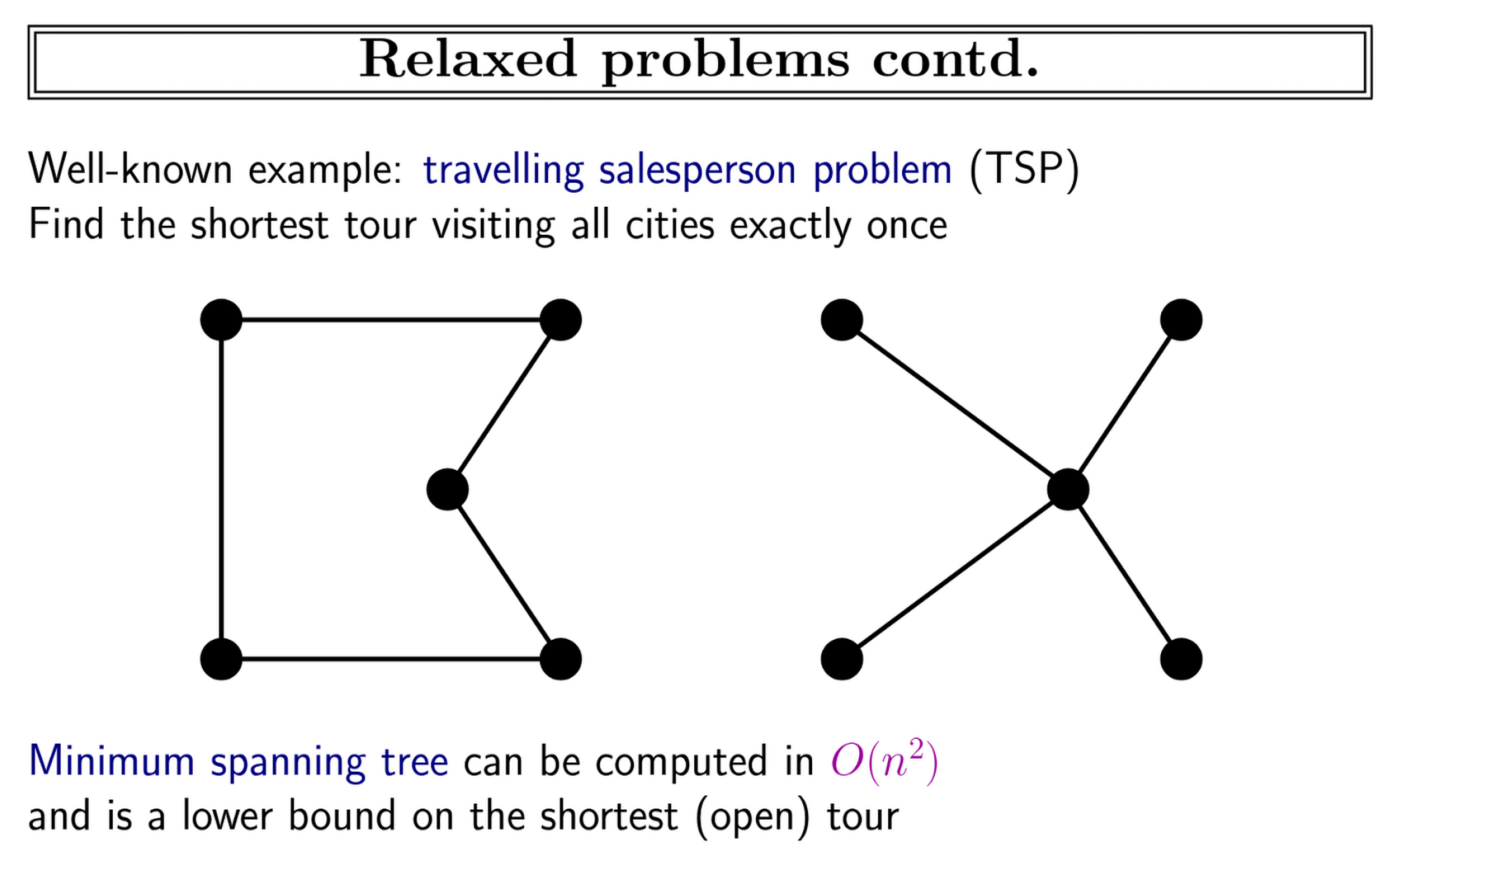 Relaxed problems contd.
Well-known example: travelling salesperson problem (TSP)
Find the shortest tour visiting all cities exactly once
Minimum spanning tree can be computed in O(n²)
and is a lower bound on the shortest (open) tour